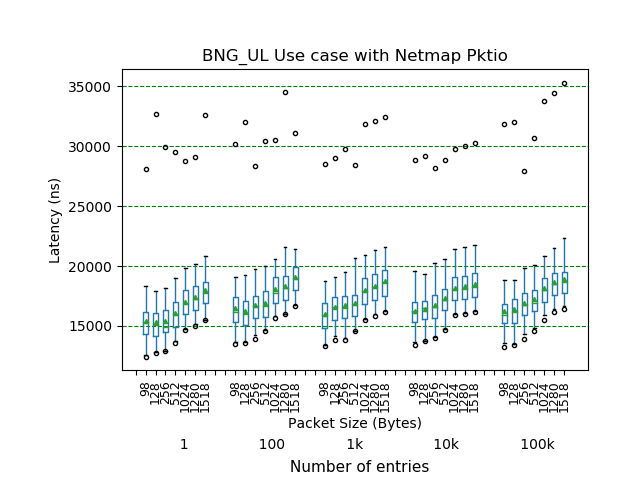 BNG_UL Use case with Netmap Pktio
35000
30000
25000
20000
15000
Latency (ns)
98 128 256 512 1024 1280 1518 98 128 256 512 1024 1280 1518 98 128 256 512 1024 1280 1518 98 128 256 512 1024 1280 1518 98 128 256 512 1024 1280 1518
Packet Size (Bytes)
1 100 1k 10k 100k
Number of entries